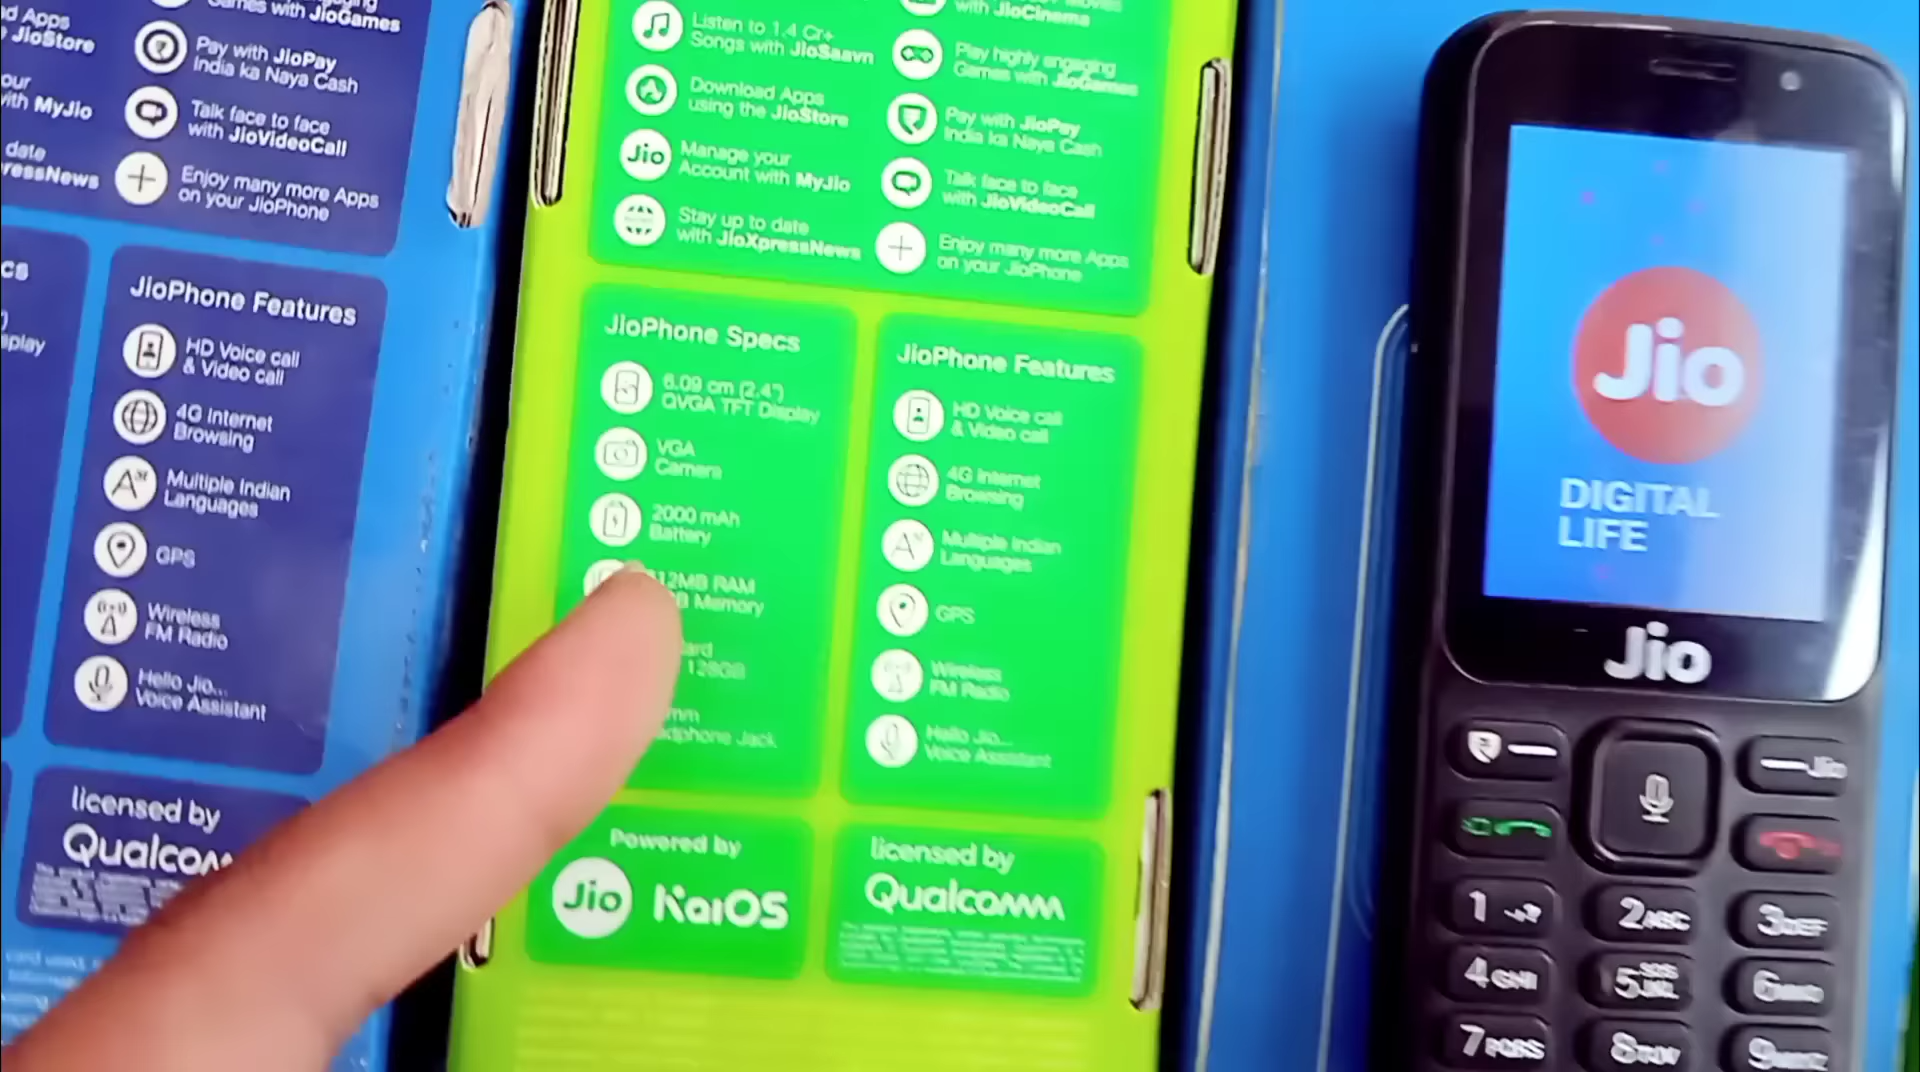 Games with JioGames
Apps
JioStore
Pay with JioPay
India ka Naya Cash
with MyJio
Talk face to face
with JioVideoCall
date
Enjoy many more Apps
on your JioPhone
JioPhone Features
HD Voice call
& Video call
4G Internet
Browsing
Multiple Indian
Languages
GPS
Wireless
FM Radio
Hello Jio...
Voice Assistant
licensed by
with JioCinema
Listen to 1.4 Cr+
Songs with JioSaavn
Play highly engaging
Games with JioGames
Download Apps
using the JioStore
Pay with JioPay
India ka Naya Cash
Jio
Manage your
Account with MyJio
Talk face to face
with JioVideoCall
Stay up to date
with JioXpressNews
Enjoy many more Apps
on your JioPhone
JioPhone Specs
6.09 cm (2.4")
QVGA TFT Display
VGA
Camera
2000 mAh
Battery
RAM
Memory
128GB
Jack
JioPhone Features
HD Voice call
& Video call
4G Internet
Browsing
Multiple Indian
Languages
GPS
Wireless
FM Radio
Hello Jio...
Voice Assistant
Powered by
Jio KaiOS
licensed by
Qualcomm
Jio
DIGITAL
LIFE
Jio
Jio
1
2ABC
3DEF
4GHI
5JKL
6MNO
7PQRS
8TUV
9WXYZ